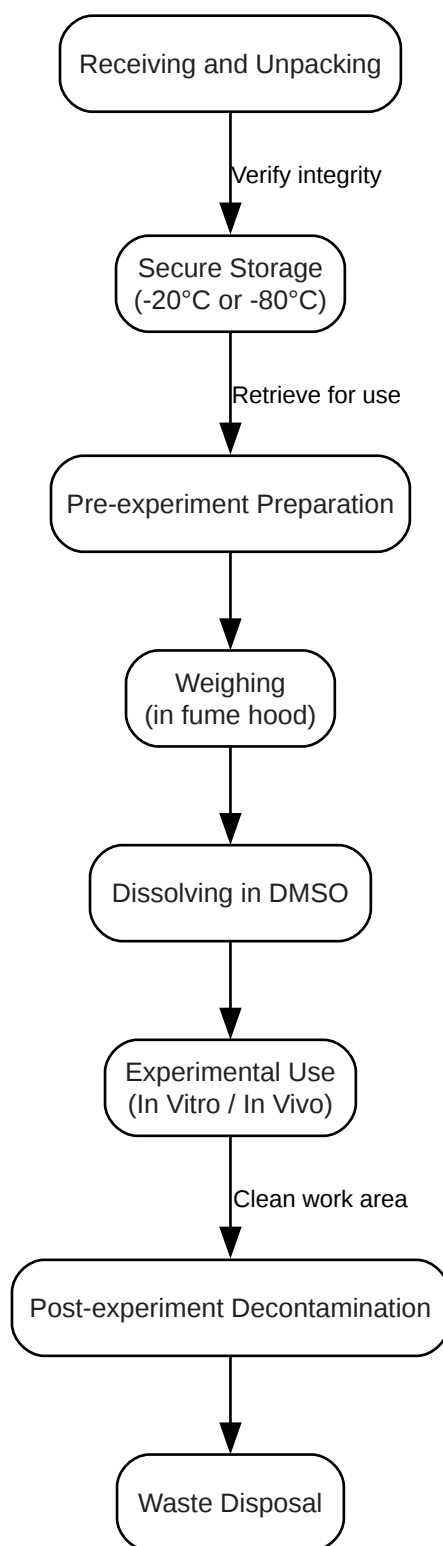 Receiving and Unpacking
Verify integrity
Secure Storage
(-20°C or -80°C)
Retrieve for use
Pre-experiment Preparation
Weighing
(in fume hood)
Dissolving in DMSO
Experimental Use
(In Vitro / In Vivo)
Clean work area
Post-experiment Decontamination
Waste Disposal